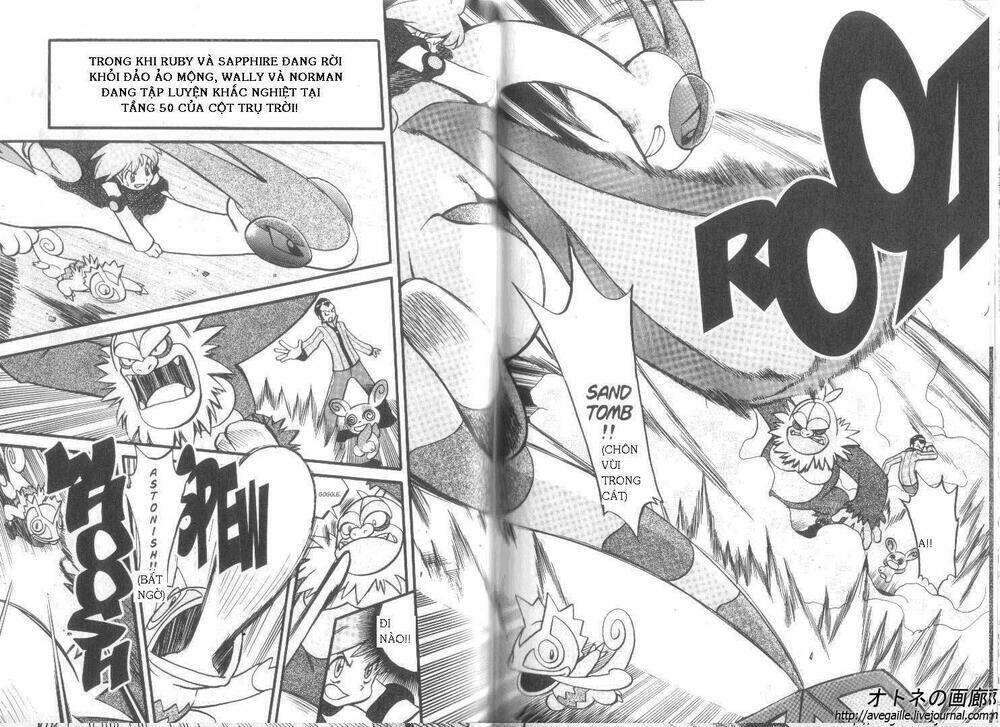 TRONG KHI RUBY VÀ SAPPHIRE ĐANG RỜI
KHỎI ĐẢO ẢO MỘNG, WALLY VÀ NORMAN
ĐANG TẬP LUYỆN KHẮC NGHIỆT TẠI
TẦNG 50 CỦA CỘT TRỤ TRỜI!
WHOOSH
ASTONISH!!
(BẤT
NGỜ)
SPEW
GOGGLE
ĐI
NÀO!!
ROOA
SAND
TOMB
!!
(CHÔN
VÙI
TRONG
CÁT)
A!!
オトネの画廊
http://avegaille.livejournal.com/